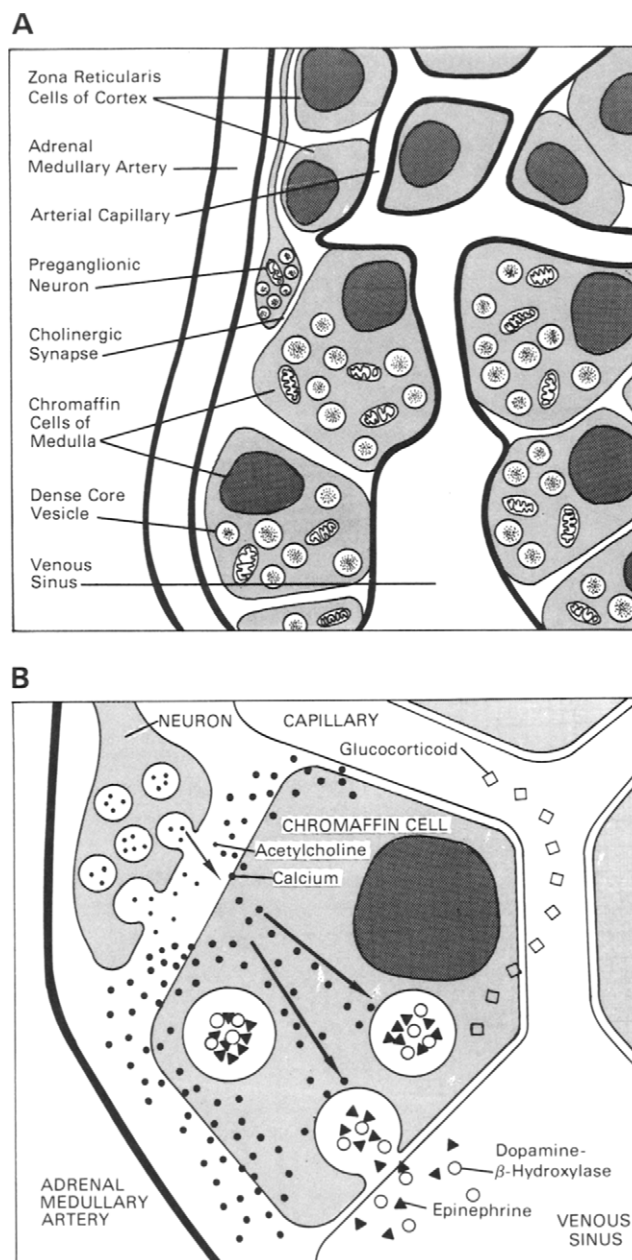 A
Zona Reticularis
Cells of Cortex
Adrenal
Medullary Artery
Arterial Capillary
Preganglionic
Neuron
Cholinergic
Synapse
Chromaffin
Cells of
Medulla
Dense Core
Vesicle
Venous
Sinus
B
NEURON
CAPILLARY
Glucocorticoid
CHROMAFFIN CELL
Acetylcholine
Calcium
Dopamine-
β-Hydroxylase
Epinephrine
ADRENAL
MEDULLARY
ARTERY
VENOUS
SINUS